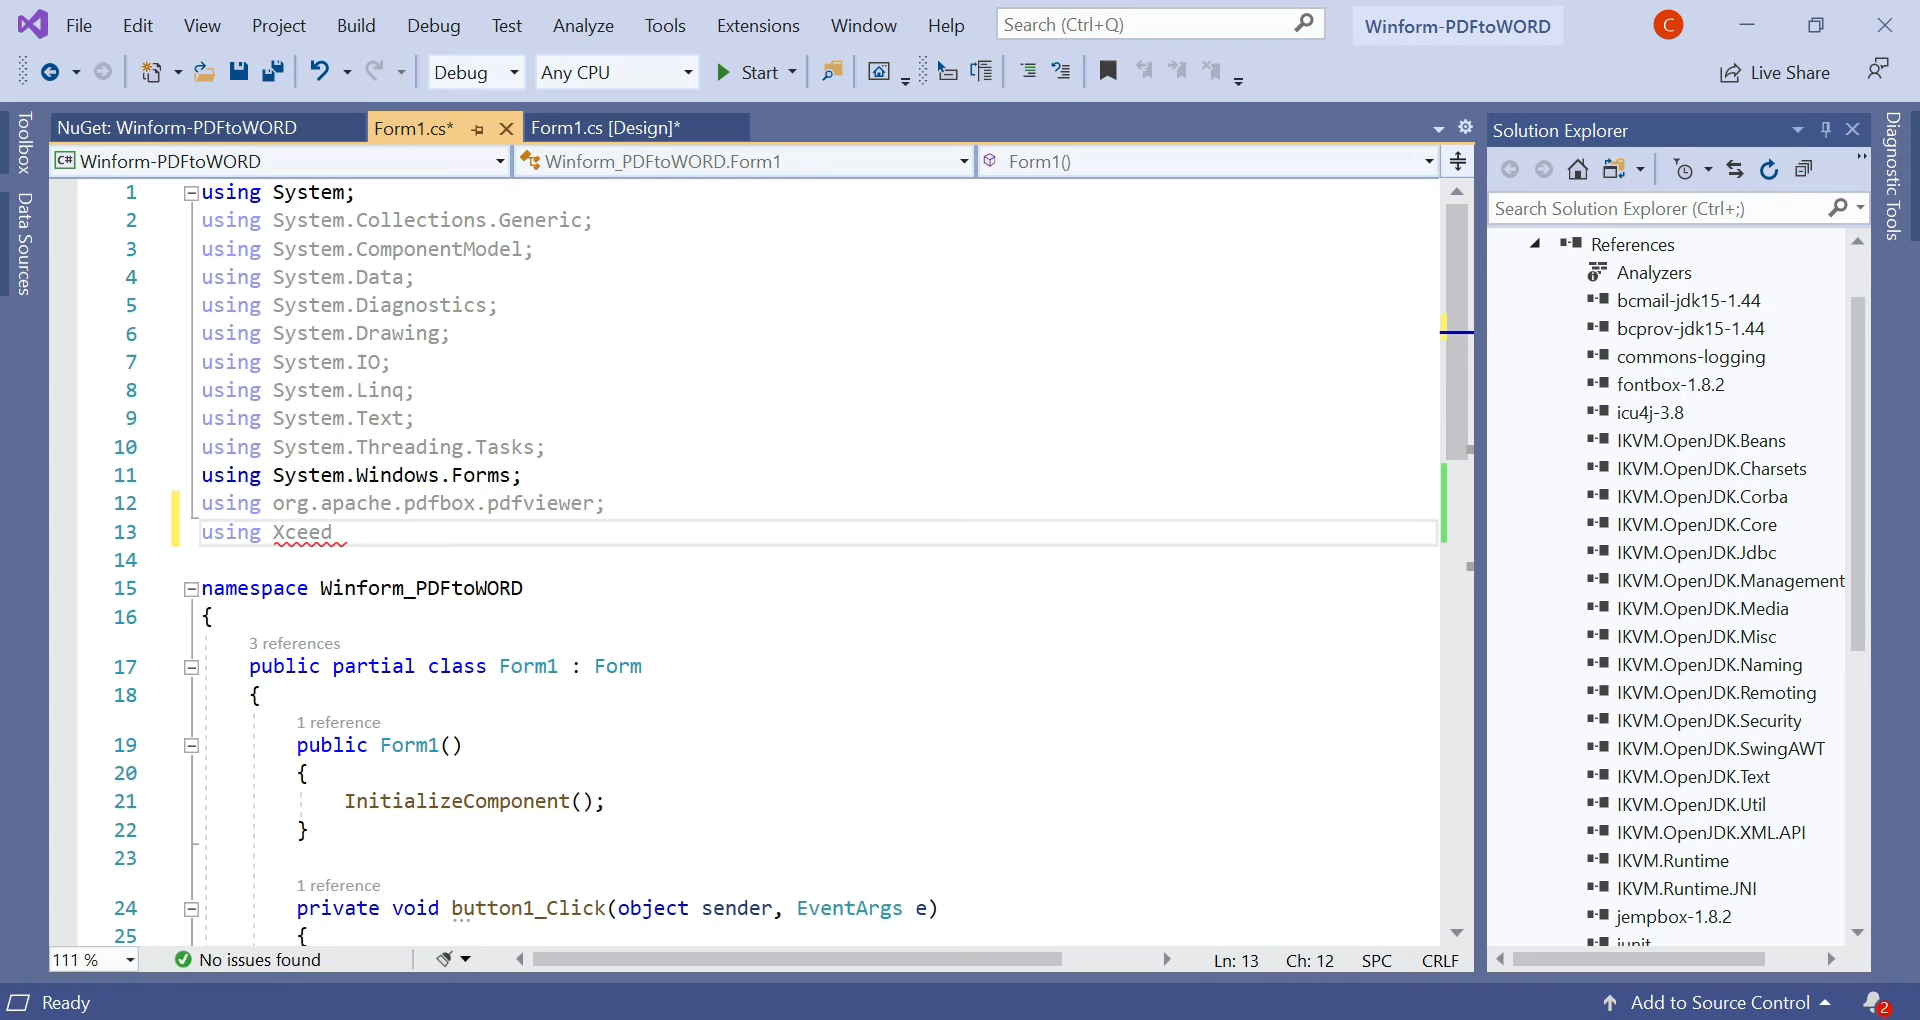 File Edit View Project Build Debug Test Analyze Tools Extensions Window Help Search (Ctrl+Q) Winform-PDFtoWORD C
Debug Any CPU Start Live Share
Toolbox
Data Sources
NuGet: Winform-PDFtoWORD Form1.cs* Form1.cs [Design]*
C# Winform-PDFtoWORD Winform_PDFtoWORD.Form1 Form1()
1 using System;
2 using System.Collections.Generic;
3 using System.ComponentModel;
4 using System.Data;
5 using System.Diagnostics;
6 using System.Drawing;
7 using System.IO;
8 using System.Linq;
9 using System.Text;
10 using System.Threading.Tasks;
11 using System.Windows.Forms;
12 using org.apache.pdfbox.pdfviewer;
13 using Xceed
14
15 namespace Winform_PDFtoWORD
16 {
3 references
17 public partial class Form1 : Form
18 {
1 reference
19 public Form1()
20 {
21 InitializeComponent();
22 }
23
1 reference
24 private void button1_Click(object sender, EventArgs e)
25 {
111 % No issues found Ln: 13 Ch: 12 SPC CRLF
Solution Explorer
Search Solution Explorer (Ctrl+;)
References
Analyzers
bcmail-jdk15-1.44
bcprov-jdk15-1.44
commons-logging
fontbox-1.8.2
icu4j-3.8
IKVM.OpenJDK.Beans
IKVM.OpenJDK.Charsets
IKVM.OpenJDK.Corba
IKVM.OpenJDK.Core
IKVM.OpenJDK.Jdbc
IKVM.OpenJDK.Management
IKVM.OpenJDK.Media
IKVM.OpenJDK.Misc
IKVM.OpenJDK.Naming
IKVM.OpenJDK.Remoting
IKVM.OpenJDK.Security
IKVM.OpenJDK.SwingAWT
IKVM.OpenJDK.Text
IKVM.OpenJDK.Util
IKVM.OpenJDK.XML.API
IKVM.Runtime
IKVM.Runtime.JNI
jempbox-1.8.2
junit
Diagnostic Tools
Ready Add to Source Control 2